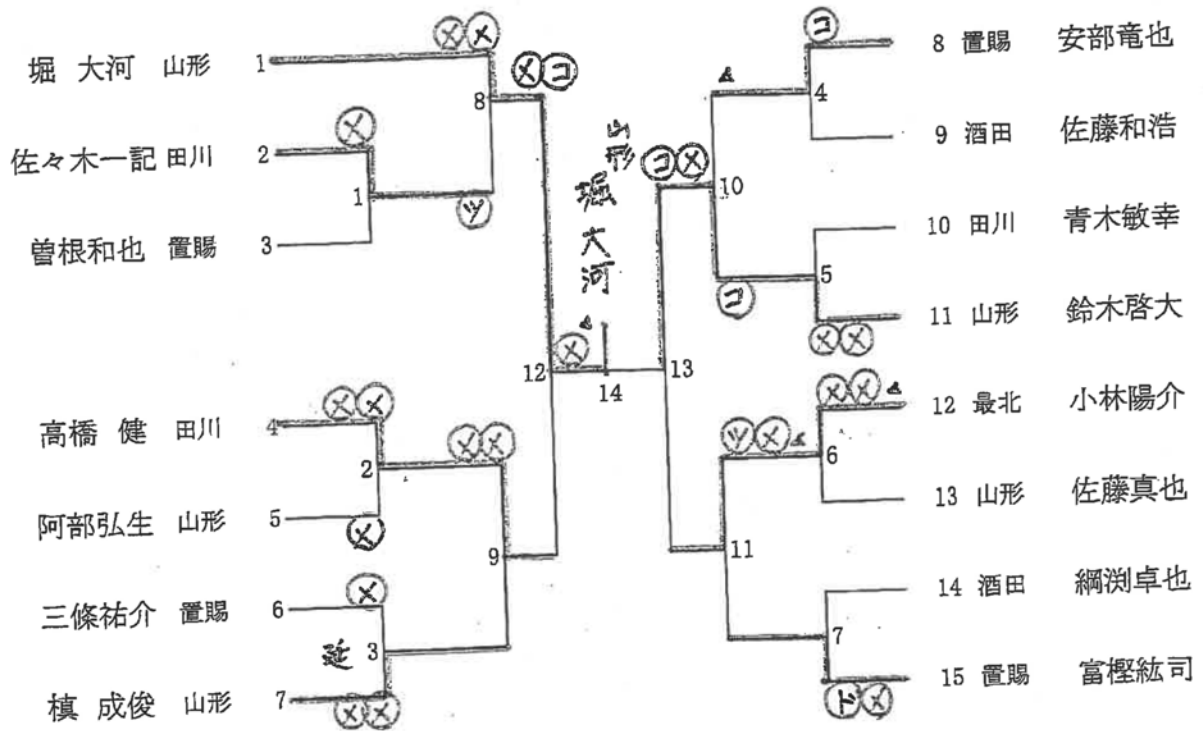 メ メ
堀 大河 山形 1
8
メ コ
メ
佐々木一記 田川 2
1
ツ
曽根和也 置賜 3
メ メ
高橋 健 田川 4
2
メ メ
阿部弘生 山形 5
メ
9
メ
三條祐介 置賜 6
延 3
槙 成俊 山形 7
メ メ
12
メ
山形
堀大河
14
13
コ
8 置賜 安部竜也
4
9 酒田 佐藤和浩
コ メ
10
10 田川 青木敏幸
5
コ
11 山形 鈴木啓大
メ メ
メ メ ▲
12 最北 小林陽介
ツ メ ▲
6
13 山形 佐藤真也
11
14 酒田 綱渕卓也
7
15 置賜 富樫紘司
ド メ